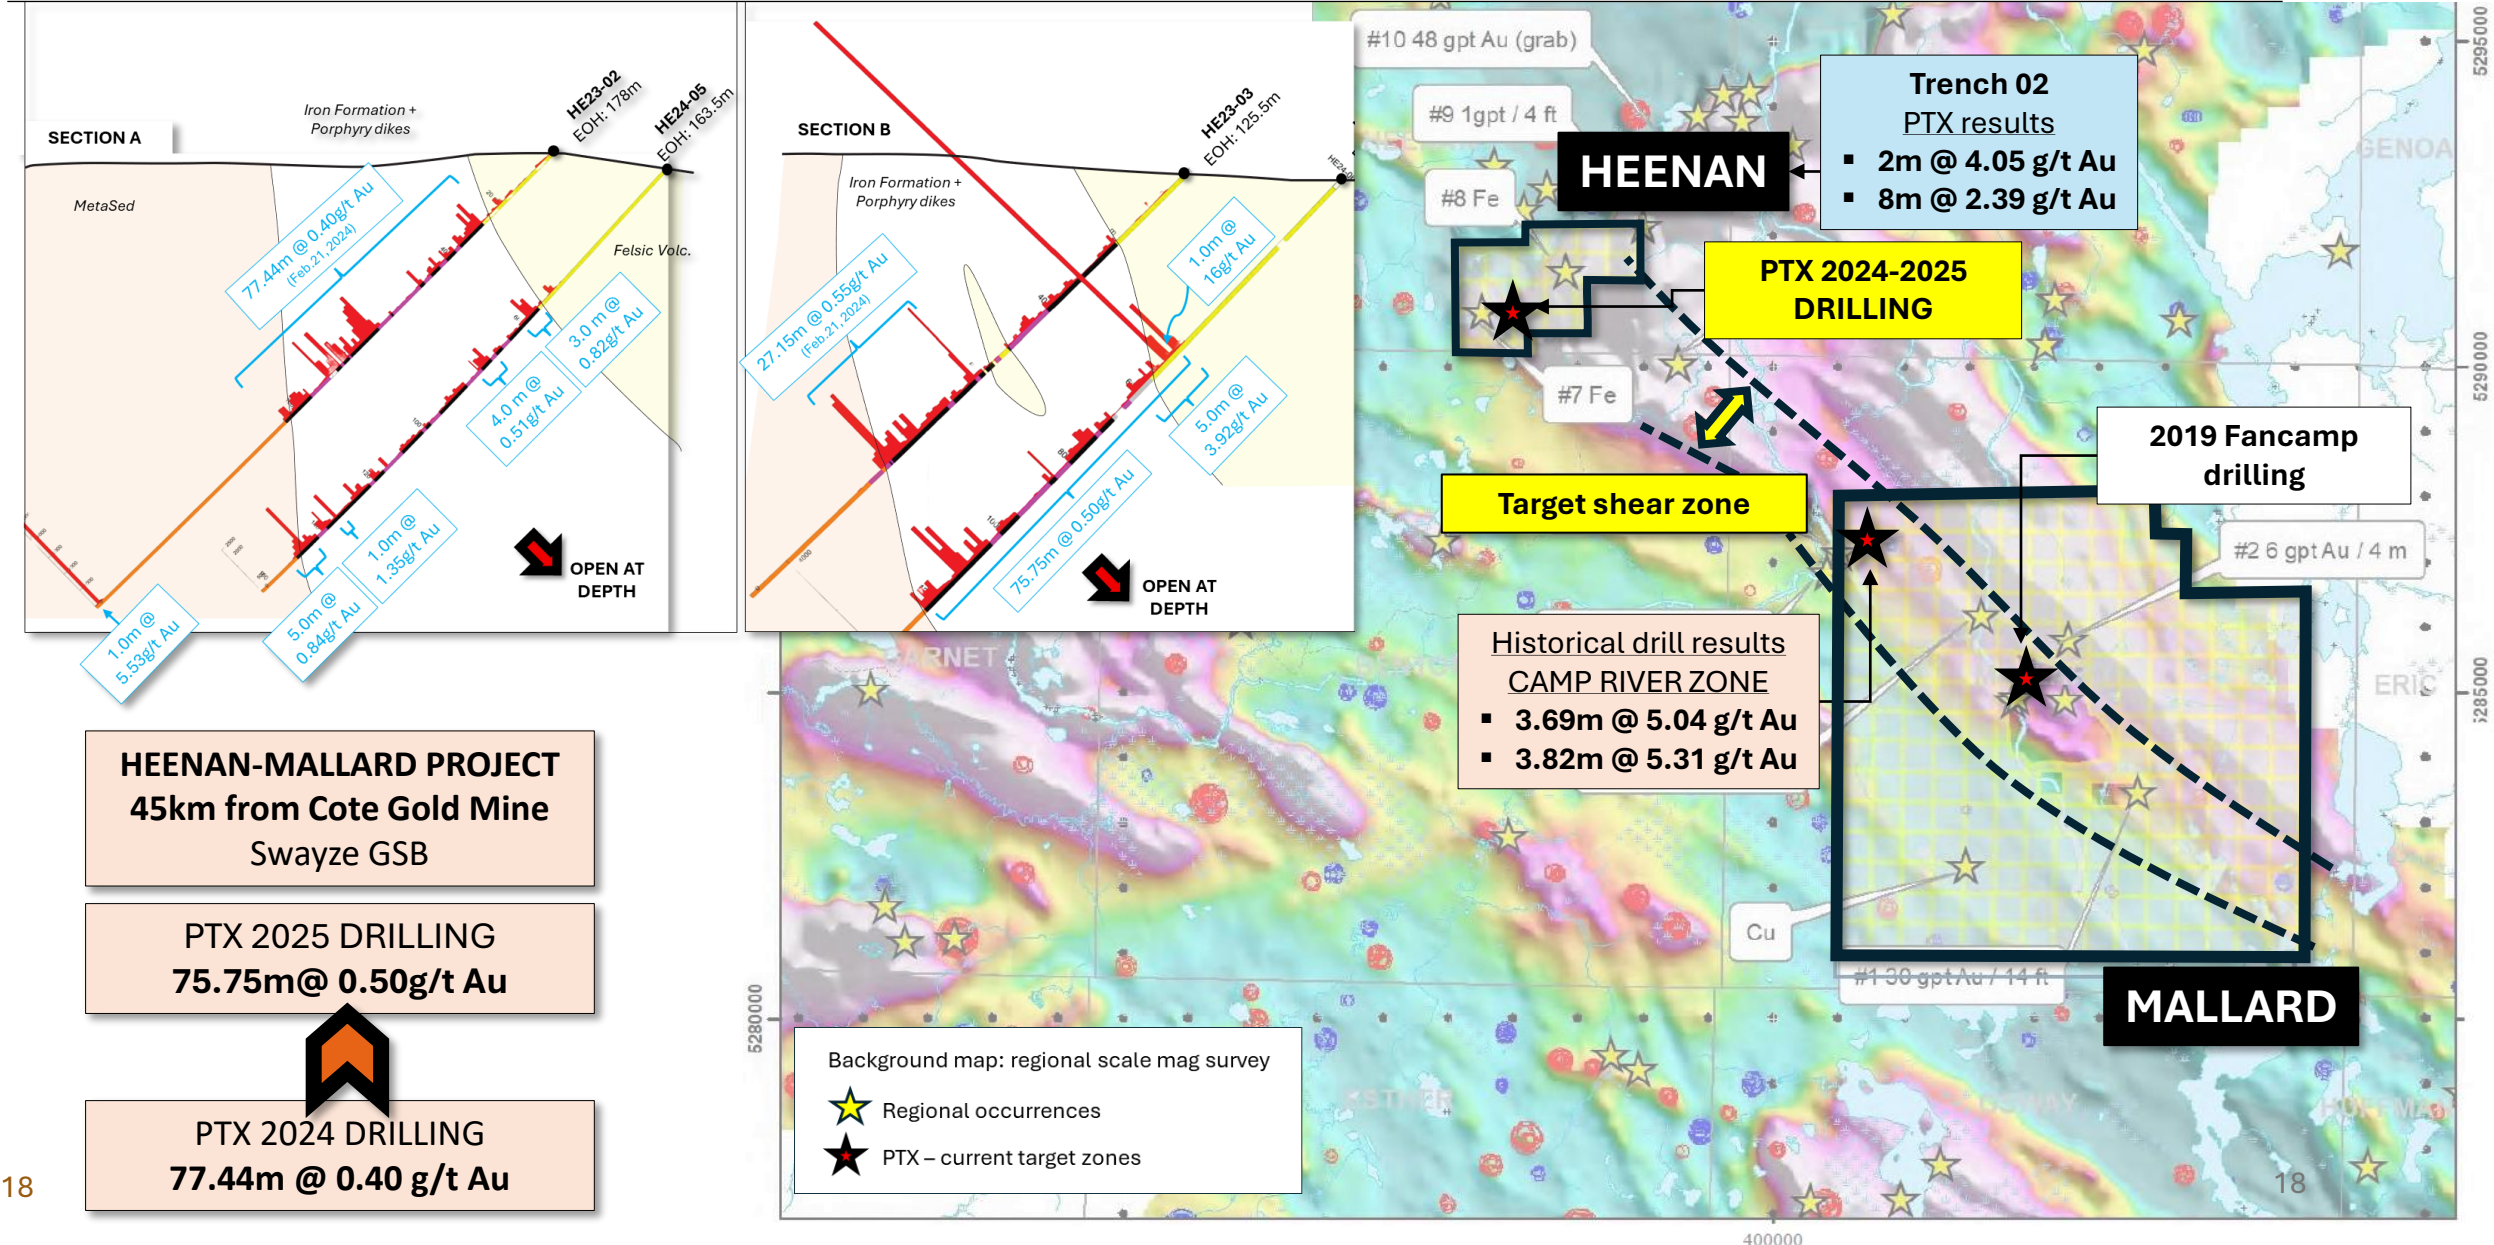 SECTION A
Iron Formation +
Porphyry dikes
HE23-02
EOH: 178m
HE24-05
EOH: 163.5m
MetaSed
Felsic Volc.
77.44m @ 0.40g/t Au
(Feb.21, 2024)
3.0 m @
0.82g/t Au
4.0 m @
0.51g/t Au
1.0m @
1.35g/t Au
5.0m @
0.84g/t Au
1.0m @
5.53g/t Au
OPEN AT
DEPTH
SECTION B
Iron Formation +
Porphyry dikes
HE23-03
EOH: 125.5m
27.15m @ 0.55g/t Au
(Feb.21, 2024)
1.0m @
16g/t Au
5.0m @
3.92g/t Au
75.75m @0.50g/t Au
OPEN AT
DEPTH
HEENAN-MALLARD PROJECT
45km from Cote Gold Mine
Swayze GSB
PTX 2025 DRILLING
75.75m@ 0.50g/t Au
PTX 2024 DRILLING
77.44m @ 0.40 g/t Au
18
#10 48 gpt Au (grab)
#9 1gpt / 4 ft
#8 Fe
HEENAN
Trench 02
PTX results
▪ 2m @ 4.05 g/t Au
▪ 8m @ 2.39 g/t Au
GENOA
PTX 2024-2025
DRILLING
#7 Fe
2019 Fancamp
drilling
Target shear zone
#2 6 gpt Au / 4 m
Historical drill results
CAMP RIVER ZONE
▪ 3.69m @ 5.04 g/t Au
▪ 3.82m @ 5.31 g/t Au
ERIC
Cu
#1 30 gpt Au / 14 ft
MALLARD
ESTHER
Background map: regional scale mag survey
Regional occurrences
PTX – current target zones
18
5295000
5290000
5285000
5280000
400000